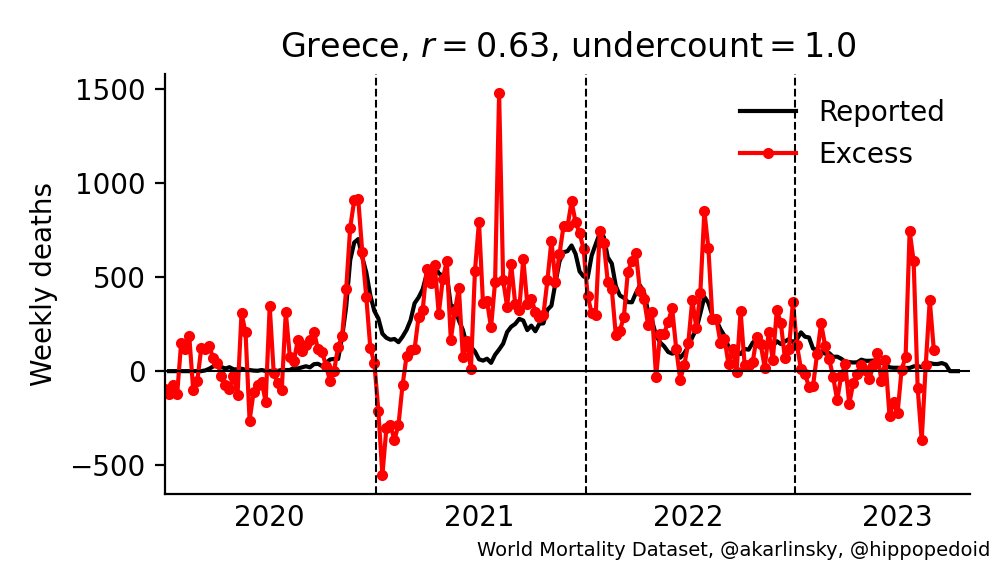 Greece, r = 0.63, undercount = 1.0
1500
1000
500
0
−500
Weekly deaths
Reported
Excess
2020 2021 2022 2023
World Mortality Dataset, @akarlinsky, @hippopedoid